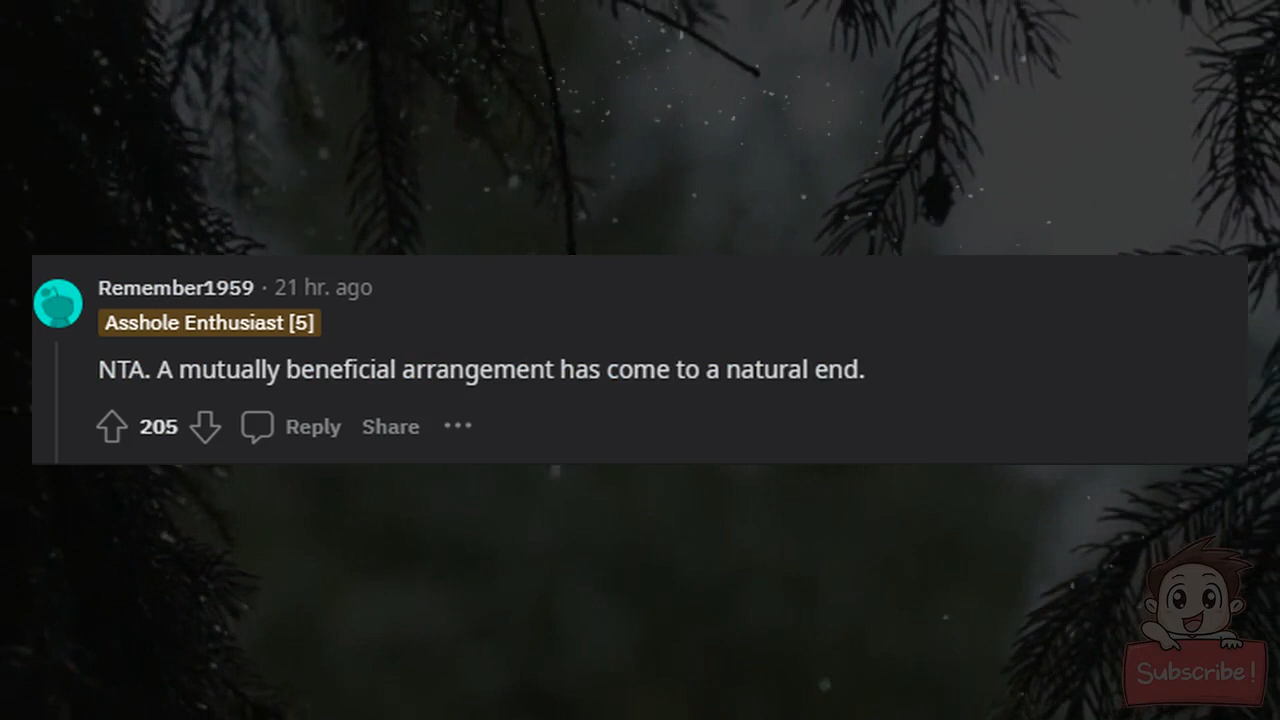 Remember1959 · 21 hr. ago
Asshole Enthusiast [5]
NTA. A mutually beneficial arrangement has come to a natural end.
205 Reply Share ···
Subscribe!